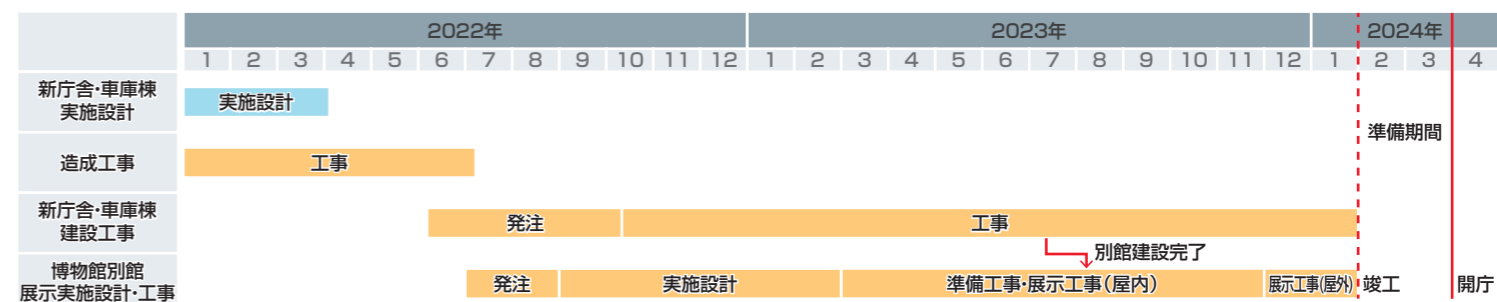 2022年 2023年 2024年
1 2 3 4 5 6 7 8 9 10 11 12 1 2 3 4 5 6 7 8 9 10 11 12 1 2 3 4
新庁舎・車庫棟
実施設計
実施設計
準備期間
造成工事
工事
新庁舎・車庫棟
建設工事
発注 工事
別館建設完了
博物館別館
展示実施設計・工事
発注 実施設計 準備工事・展示工事(屋内) 展示工事(屋外) 竣工 開庁